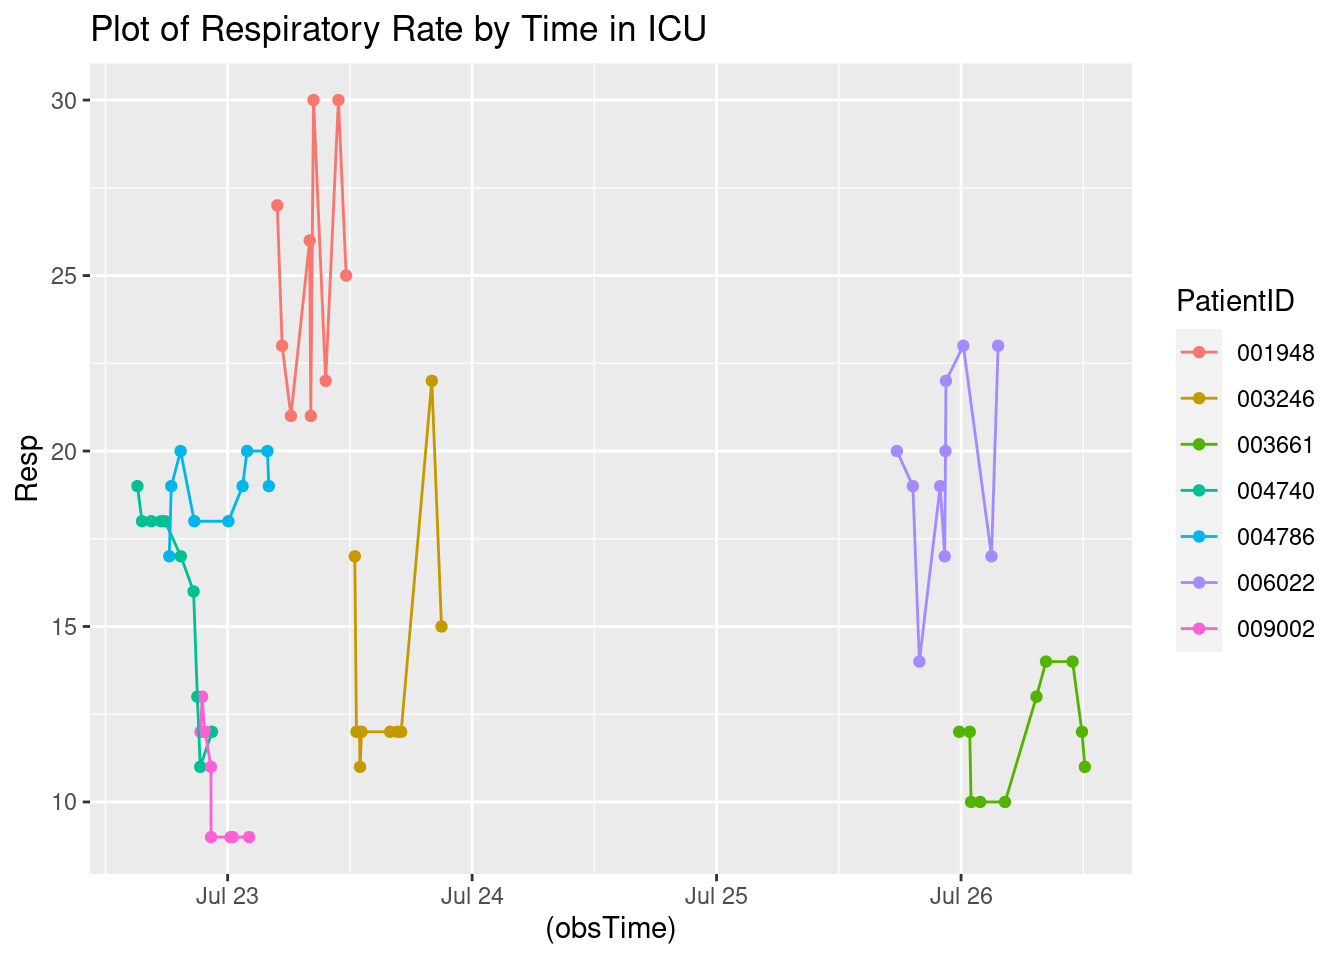 Plot of Respiratory Rate by Time in ICU
30
25
20
15
10
Resp
Jul 23
Jul 24
Jul 25
Jul 26
(obsTime)
PatientID
001948
003246
003661
004740
004786
006022
009002